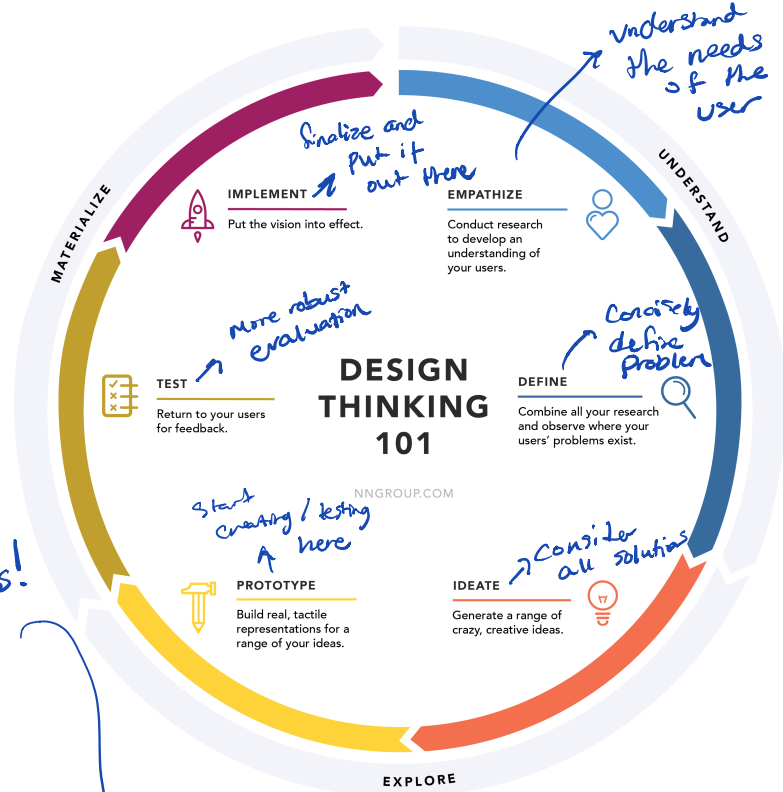 understand
the needs
of the
user
finalize and
put it
out there
IMPLEMENT
Put the vision into effect.
EMPATHIZE
Conduct research
to develop an
understanding of
your users.
UNDERSTAND
MATERIALIZE
More robust
evaluation
TEST
Return to your users
for feedback.
DESIGN
THINKING
101
NNGROUP.COM
Concisely
define
problem
DEFINE
Combine all your research
and observe where your
users' problems exist.
Start
creating / testing
here
PROTOTYPE
Build real, tactile
representations for a
range of your ideas.
Consider
all solutions
IDEATE
Generate a range of
crazy, creative ideas.
s!
EXPLORE